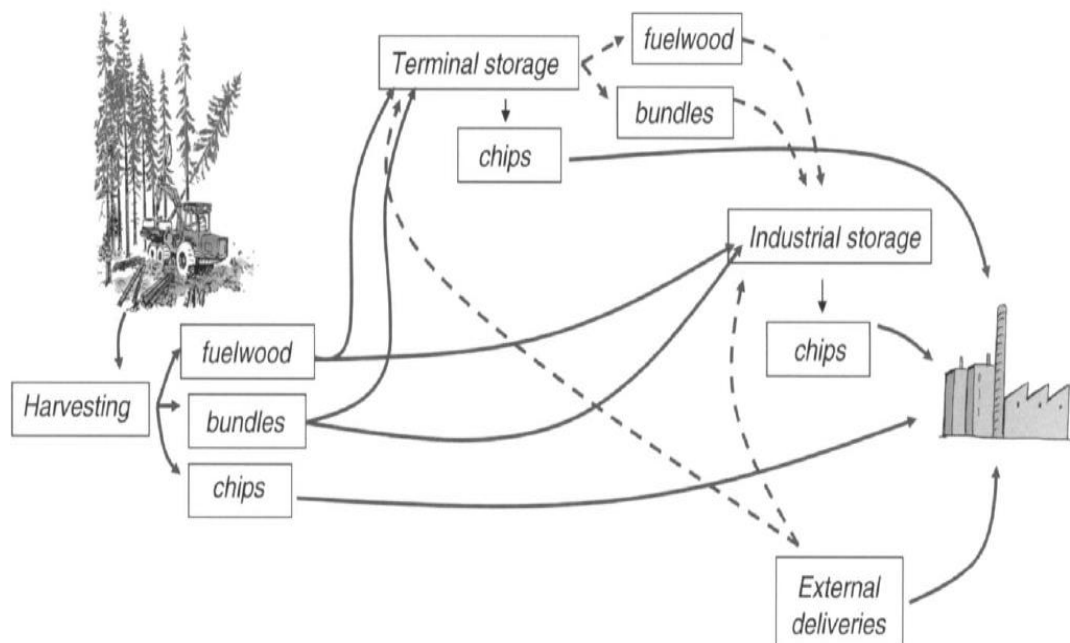 fuelwood
Terminal storage
bundles
chips
Industrial storage
fuelwood
chips
Harvesting
bundles
chips
External
deliveries